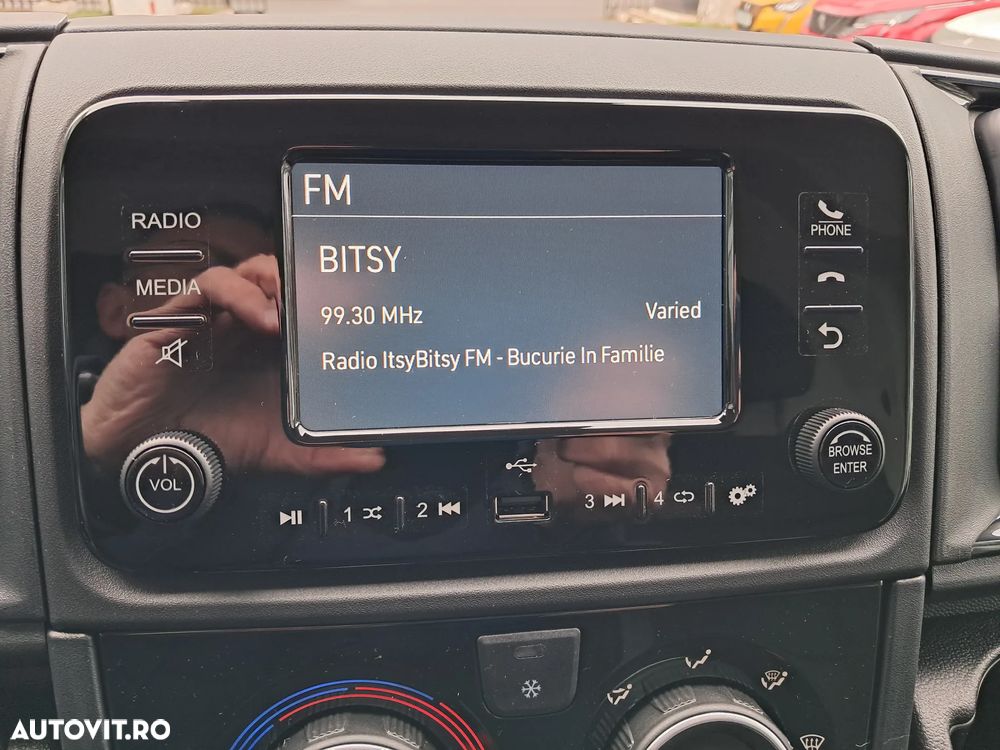 RADIO
MEDIA
VOL
FM
BITSY
99.30 MHz Varied
Radio ItsyBitsy FM - Bucurie In Familie
PHONE
BROWSE
ENTER
1
2
3
4
AUTOVIT.RO